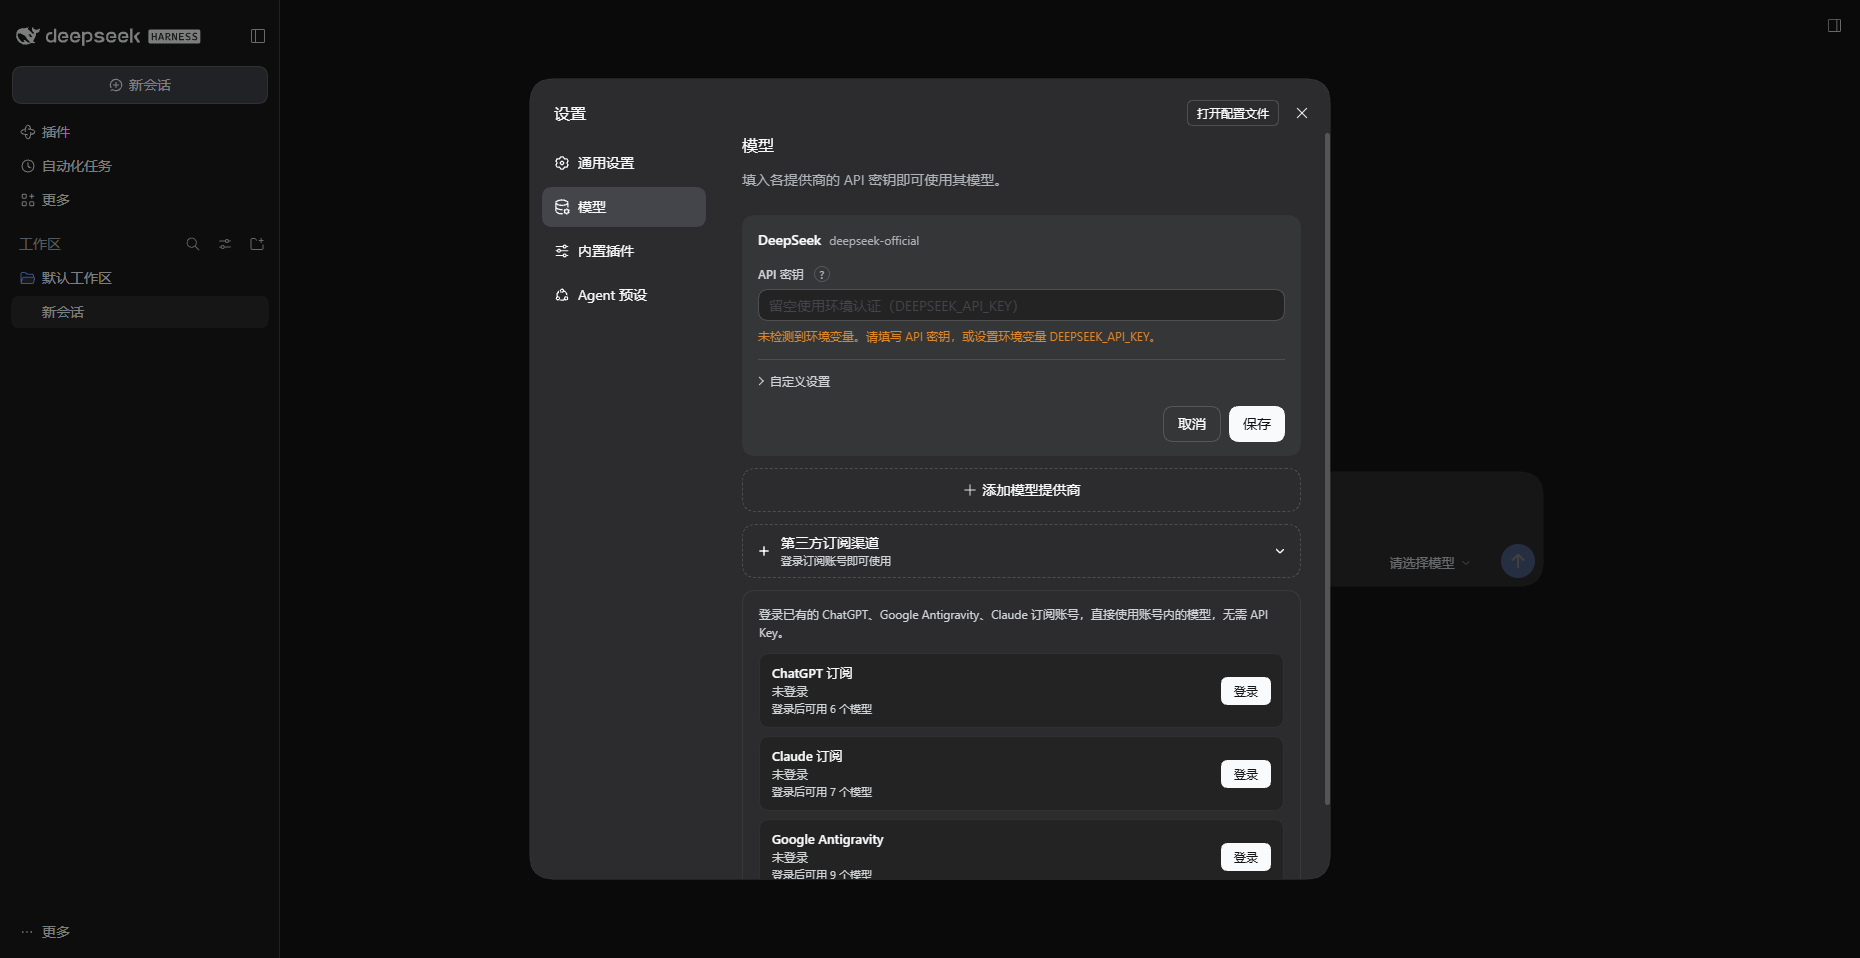 deepseek HARNESS
新会话
插件
自动化任务
更多
工作区
默认工作区
新会话
更多
设置
打开配置文件
通用设置
模型
内置插件
Agent 预设
模型
填入各提供商的 API 密钥即可使用其模型。
DeepSeek deepseek-official
API 密钥 ?
留空使用环境认证（DEEPSEEK_API_KEY）
未检测到环境变量。请填写 API 密钥，或设置环境变量 DEEPSEEK_API_KEY。
自定义设置
取消 保存
添加模型提供商
第三方订阅渠道
登录订阅账号即可使用
登录已有的 ChatGPT、Google Antigravity、Claude 订阅账号，直接使用账号内的模型，无需 API
Key。
ChatGPT 订阅
未登录
登录后可用 6 个模型
登录
Claude 订阅
未登录
登录后可用 7 个模型
登录
Google Antigravity
未登录
登录后可用 9 个模型
登录
请选择模型